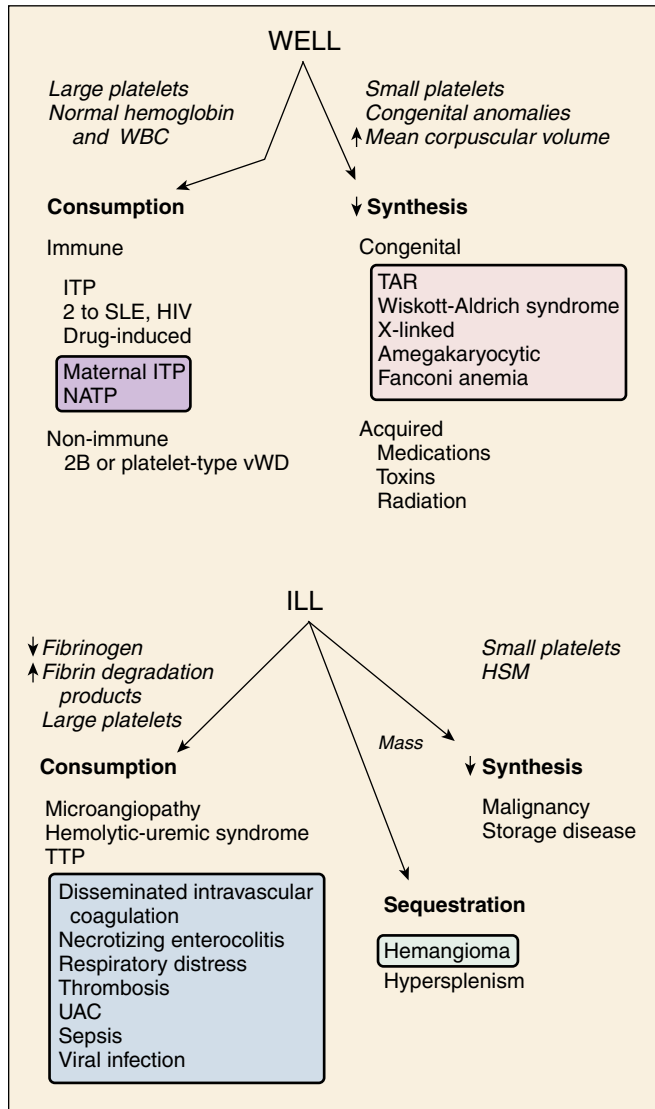 WELL
Large platelets
Normal hemoglobin
and WBC
Small platelets
Congenital anomalies
↑ Mean corpuscular volume
Consumption
Immune
ITP
2 to SLE, HIV
Drug-induced
Maternal ITP
NATP
Non-immune
2B or platelet-type vWD
↓ Synthesis
Congenital
TAR
Wiskott-Aldrich syndrome
X-linked
Amegakaryocytic
Fanconi anemia
Acquired
Medications
Toxins
Radiation
ILL
↓ Fibrinogen
↑ Fibrin degradation
products
Large platelets
Small platelets
HSM
Mass
Consumption
Microangiopathy
Hemolytic-uremic syndrome
TTP
Disseminated intravascular
coagulation
Necrotizing enterocolitis
Respiratory distress
Thrombosis
UAC
Sepsis
Viral infection
↓ Synthesis
Malignancy
Storage disease
Sequestration
Hemangioma
Hypersplenism